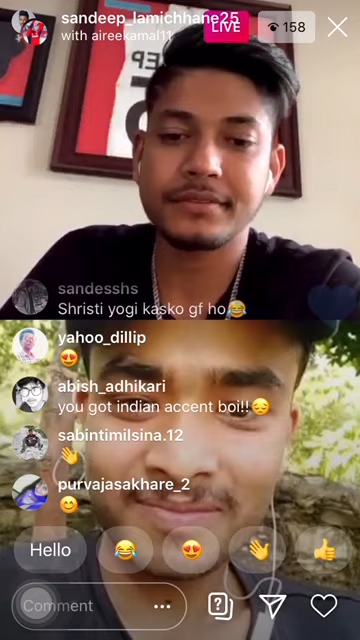 sandeep_lamichhane25
with aireekamal11
LIVE
158
sandesshs
Shristi yogi kasko gf ho😂
yahoo_dillip
😍
abish_adhikari
you got indian accent boi!!😔
sabintimilsina.12
👋
purvajasakhare_2
😊
Hello 😂 😍 👋 👍
Comment